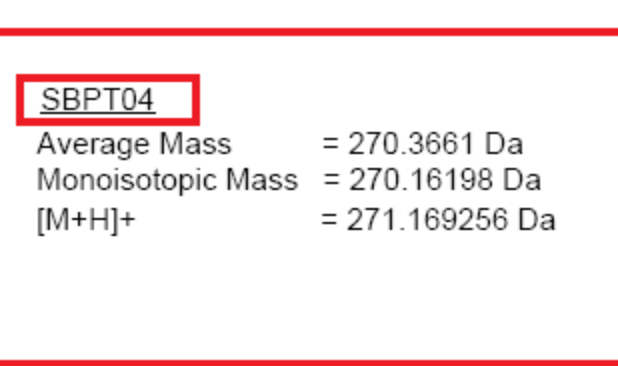 SBPT04
Average Mass = 270.3661 Da
Monoisotopic Mass = 270.16198 Da
[M+H]+ = 271.169256 Da